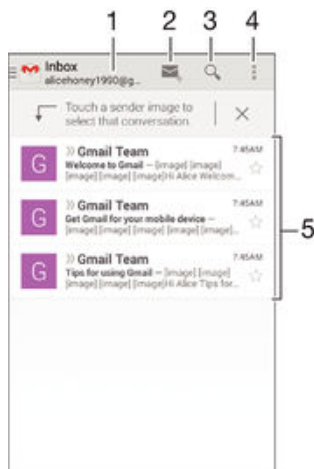 1 2 3 4
Inbox
alicehoney1990@g...
Touch a sender image to
select that conversation.
G
» Gmail Team 7:45AM
Welcome to Gmail – [image] [image]
[image] [image] [image]Hi Alice Welcom...
G
» Gmail Team 7:45AM
Get Gmail for your mobile device –
[image] [image] [image] [image] [image]...
G
» Gmail Team 7:45AM
Tips for using Gmail – [image] [image]
[image] [image] [image]Hi Alice Tips for...
5